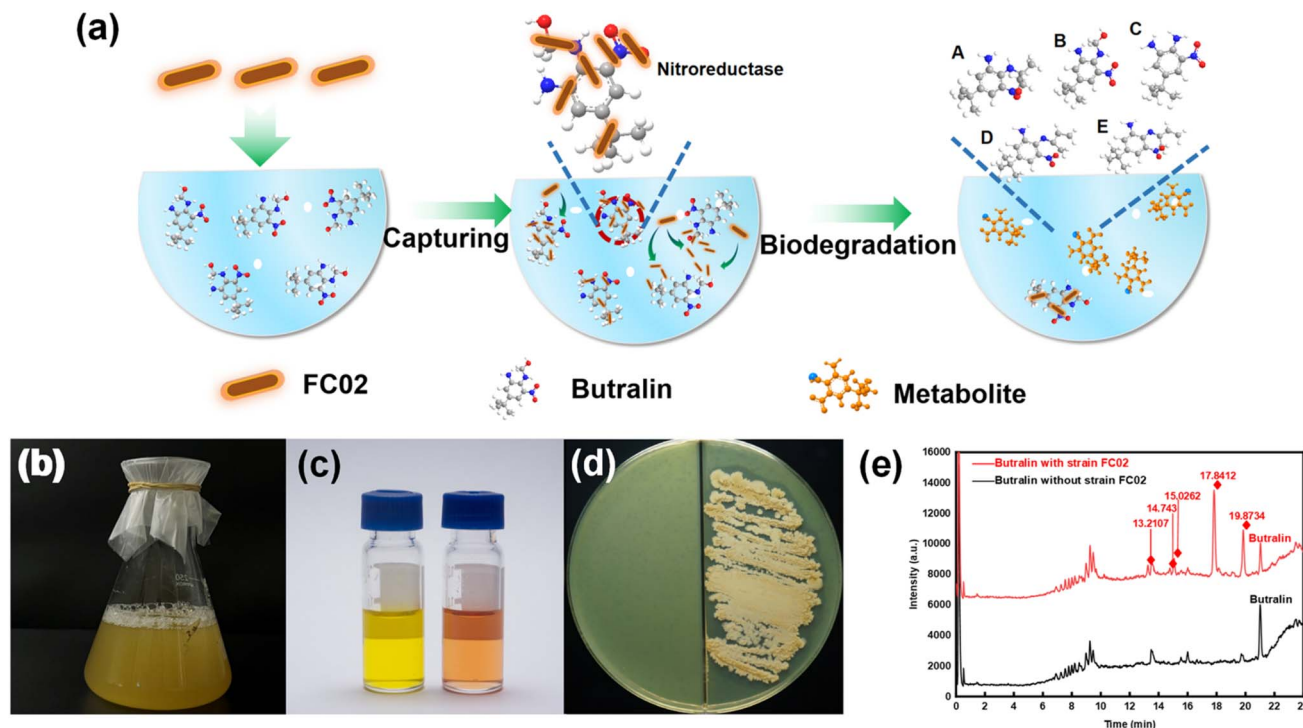 (a)
Nitroreductase
A
B
C
D
E
Capturing
Biodegradation
FC02
Butralin
Metabolite
(b)
(c)
(d)
(e)
250
16000
14000
12000
10000
8000
6000
4000
2000
0
Intensity (a.u.)
Butralin with strain FC02
Butralin without strain FC02
13.2107
14.743
15.0262
17.8412
19.8734
Butralin
Butralin
0 2 4 6 8 10 12 14 16 18 20 22 24
Time (min)